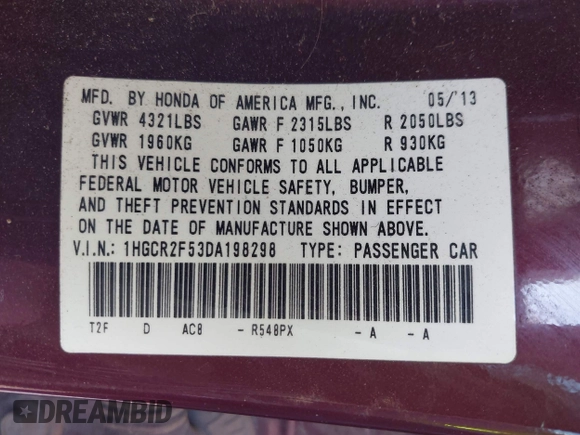 MFD. BY HONDA OF AMERICA MFG., INC. 05/'13
GVWR 4321LBS GAWR F 2315LBS R 2050LBS
GVWR 1960KG GAWR F 1050KG R 930KG
THIS VEHICLE CONFORMS TO ALL APPLICABLE
FEDERAL MOTOR VEHICLE SAFETY, BUMPER,
AND THEFT PREVENTION STANDARDS IN EFFECT
ON THE DATE OF MANUFACTURE SHOWN ABOVE.
V.I.N.: 1HGCR2F53DA198298 TYPE: PASSENGER CAR
T2F D AC8 - R548PX - A - A
DREAMBID